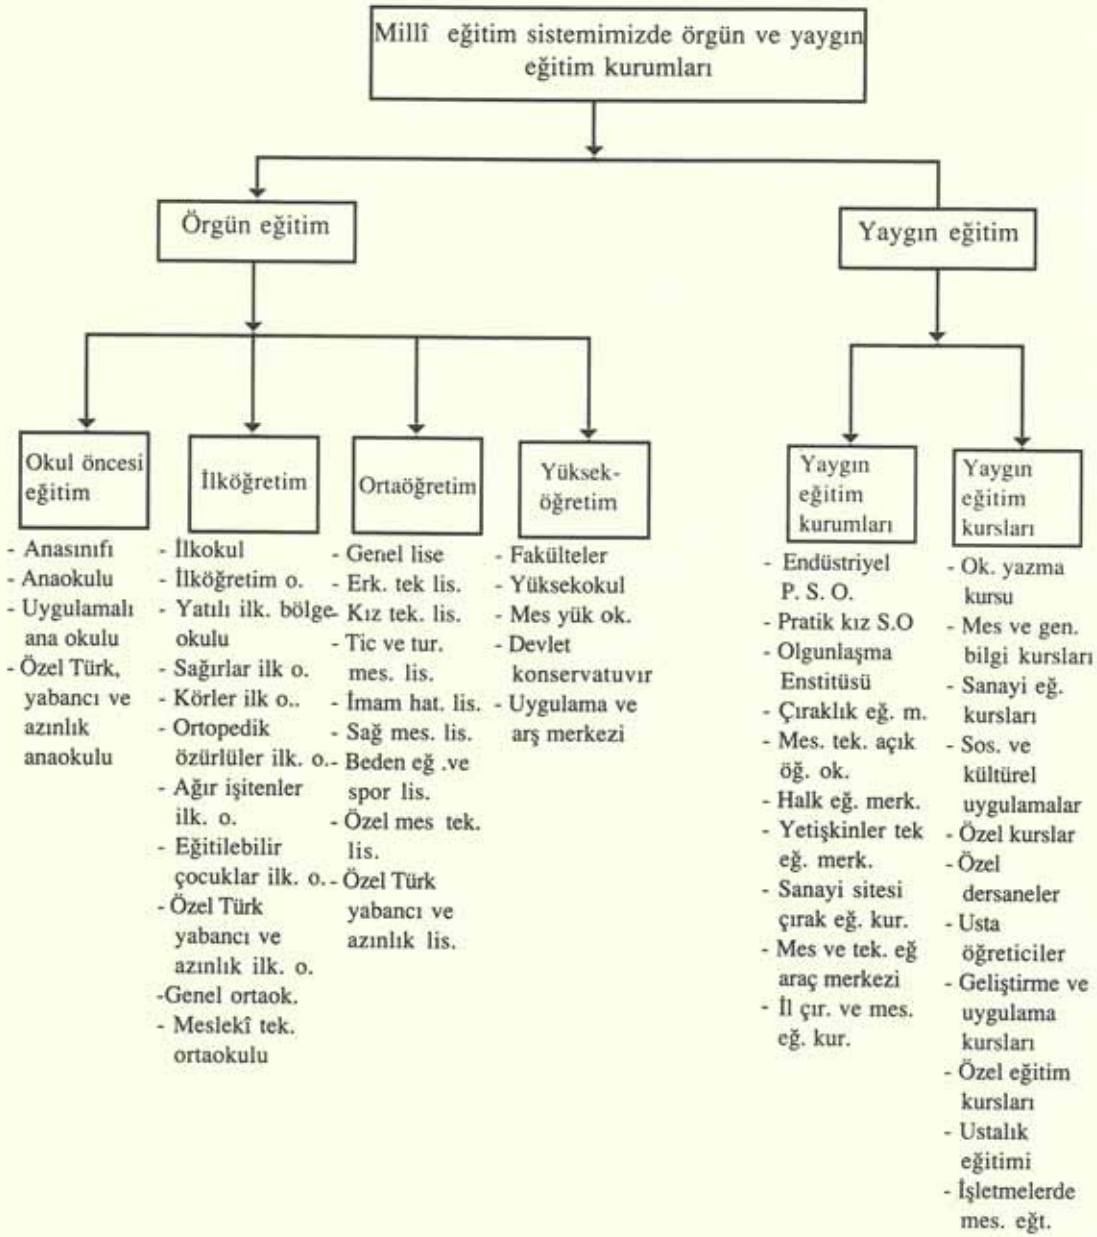 Millî eğitim sistemimizde örgün ve yaygın
eğitim kurumları
Örgün eğitim
Yaygın eğitim
Okul öncesi
eğitim
- Anasınıfı
- Anaokulu
- Uygulamalı
ana okulu
- Özel Türk,
yabancı ve
azınlık
anaokulu
İlköğretim
- İlkokul
- İlköğretim o.
- Yatılı ilk. bölge
okulu
- Sağırlar ilk o.
- Körler ilk o..
- Ortopedik
özürlüler ilk. o.
- Ağır işitenler
ilk. o.
- Eğitilebilir
çocuklar ilk. o.
- Özel Türk
yabancı ve
azınlık ilk. o.
-Genel ortaok.
- Meslekî tek.
ortaokulu
Ortaöğretim
- Genel lise
- Erk. tek lis.
- Kız tek. lis.
- Tic ve tur.
mes. lis.
- İmam hat. lis.
- Sağ mes. lis.
- Beden eğ .ve
spor lis.
- Özel mes tek.
lis.
- Özel Türk
yabancı ve
azınlık lis.
Yüksek-
öğretim
- Fakülteler
- Yüksekokul
- Mes yük ok.
- Devlet
konservatuvır
- Uygulama ve
arş merkezi
Yaygın
eğitim
kurumları
- Endüstriyel
P. S. O.
- Pratik kız S.O
- Olgunlaşma
Enstitüsü
- Çıraklık eğ. m.
- Mes. tek. açık
öğ. ok.
- Halk eğ. merk.
- Yetişkinler tek
eğ. merk.
- Sanayi sitesi
çırak eğ. kur.
- Mes ve tek. eğ
araç merkezi
- İl çır. ve mes.
eğ. kur.
Yaygın
eğitim
kursları
- Ok. yazma
kursu
- Mes ve gen.
bilgi kursları
- Sanayi eğ.
kursları
- Sos. ve
kültürel
uygulamalar
- Özel kurslar
- Özel
dersaneler
- Usta
öğreticiler
- Geliştirme ve
uygulama
kursları
- Özel eğitim
kursları
- Ustalık
eğitimi
- İşletmelerde
mes. eğt.